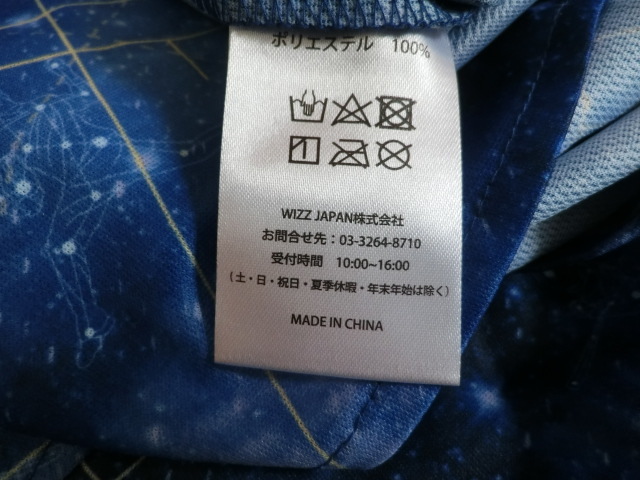 ポリエステル 100%
WIZZ JAPAN株式会社
お問合せ先：03-3264-8710
受付時間 10:00~16:00
（土・日・祝日・夏季休暇・年末年始は除く）
MADE IN CHINA